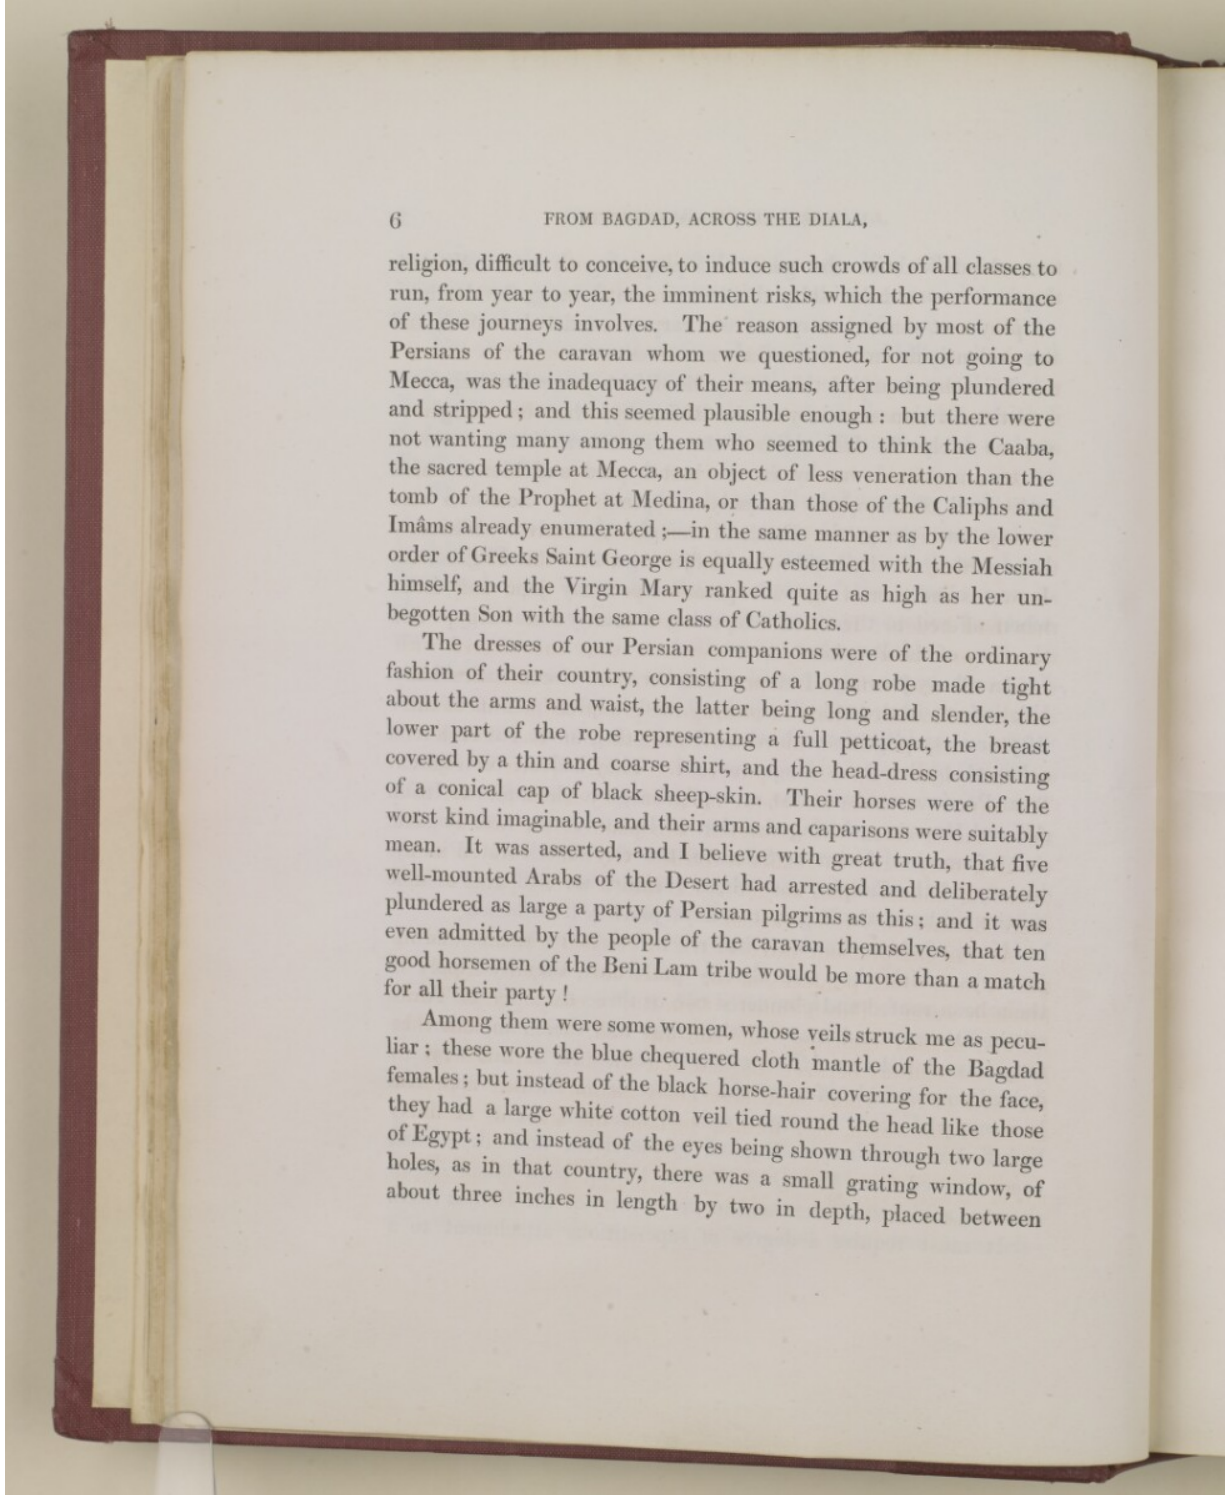 6 FROM BAGDAD, ACROSS THE DIALA,
religion, difficult to conceive, to induce such crowds of all classes to
run, from year to year, the imminent risks, which the performance
of these journeys involves. The reason assigned by most of the
Persians of the caravan whom we questioned, for not going to
Mecca, was the inadequacy of their means, after being plundered
and stripped ; and this seemed plausible enough : but there were
not wanting many among them who seemed to think the Caaba,
the sacred temple at Mecca, an object of less veneration than the
tomb of the Prophet at Medina, or than those of the Caliphs and
Imâms already enumerated ;—in the same manner as by the lower
order of Greeks Saint George is equally esteemed with the Messiah
himself, and the Virgin Mary ranked quite as high as her un-
begotten Son with the same class of Catholics.
The dresses of our Persian companions were of the ordinary
fashion of their country, consisting of a long robe made tight
about the arms and waist, the latter being long and slender, the
lower part of the robe representing a full petticoat, the breast
covered by a thin and coarse shirt, and the head-dress consisting
of a conical cap of black sheep-skin. Their horses were of the
worst kind imaginable, and their arms and caparisons were suitably
mean. It was asserted, and I believe with great truth, that five
well-mounted Arabs of the Desert had arrested and deliberately
plundered as large a party of Persian pilgrims as this ; and it was
even admitted by the people of the caravan themselves, that ten
good horsemen of the Beni Lam tribe would be more than a match
for all their party !
Among them were some women, whose veils struck me as pecu-
liar ; these wore the blue chequered cloth mantle of the Bagdad
females ; but instead of the black horse-hair covering for the face,
they had a large white cotton veil tied round the head like those
of Egypt ; and instead of the eyes being shown through two large
holes, as in that country, there was a small grating window, of
about three inches in length by two in depth, placed between